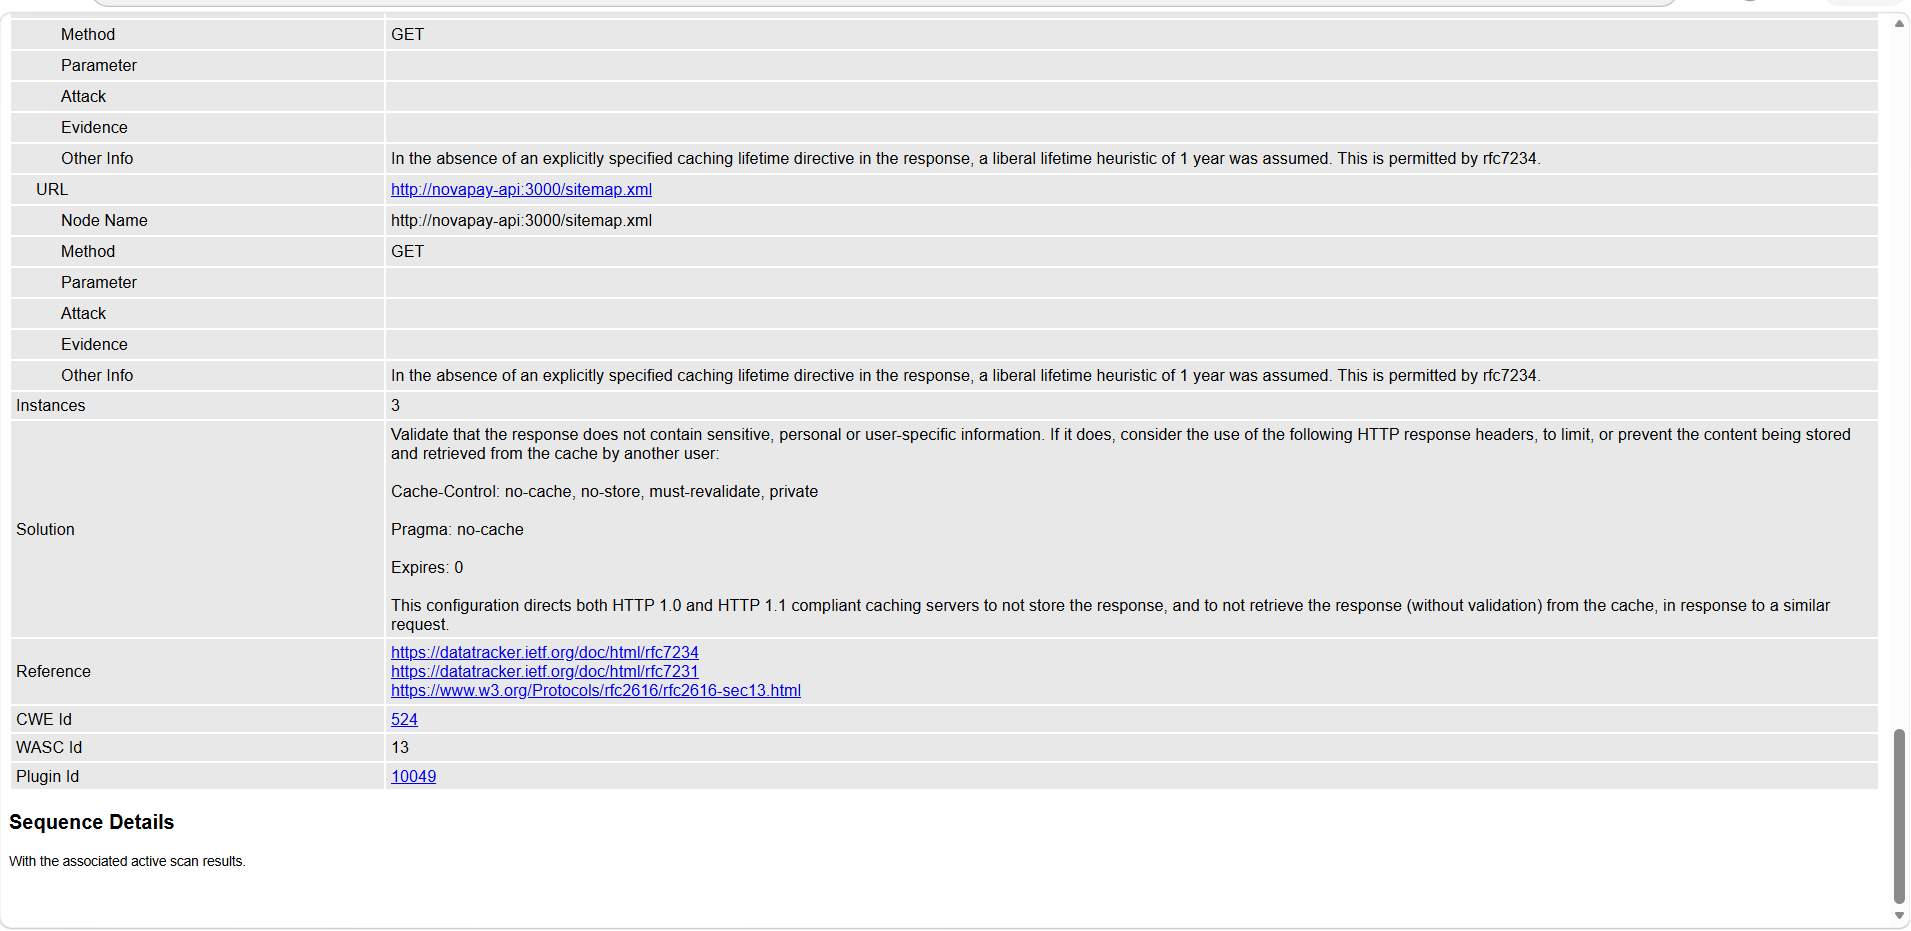 Method GET
Parameter
Attack
Evidence
Other Info In the absence of an explicitly specified caching lifetime directive in the response, a liberal lifetime heuristic of 1 year was assumed. This is permitted by rfc7234.
URL http://novapay-api:3000/sitemap.xml
Node Name http://novapay-api:3000/sitemap.xml
Method GET
Parameter
Attack
Evidence
Other Info In the absence of an explicitly specified caching lifetime directive in the response, a liberal lifetime heuristic of 1 year was assumed. This is permitted by rfc7234.
Instances 3
Solution
Validate that the response does not contain sensitive, personal or user-specific information. If it does, consider the use of the following HTTP response headers, to limit, or prevent the content being stored
and retrieved from the cache by another user:
Cache-Control: no-cache, no-store, must-revalidate, private
Pragma: no-cache
Expires: 0
This configuration directs both HTTP 1.0 and HTTP 1.1 compliant caching servers to not store the response, and to not retrieve the response (without validation) from the cache, in response to a similar
request.
Reference
https://datatracker.ietf.org/doc/html/rfc7234
https://datatracker.ietf.org/doc/html/rfc7231
https://www.w3.org/Protocols/rfc2616/rfc2616-sec13.html
CWE Id 524
WASC Id 13
Plugin Id 10049
Sequence Details
With the associated active scan results.